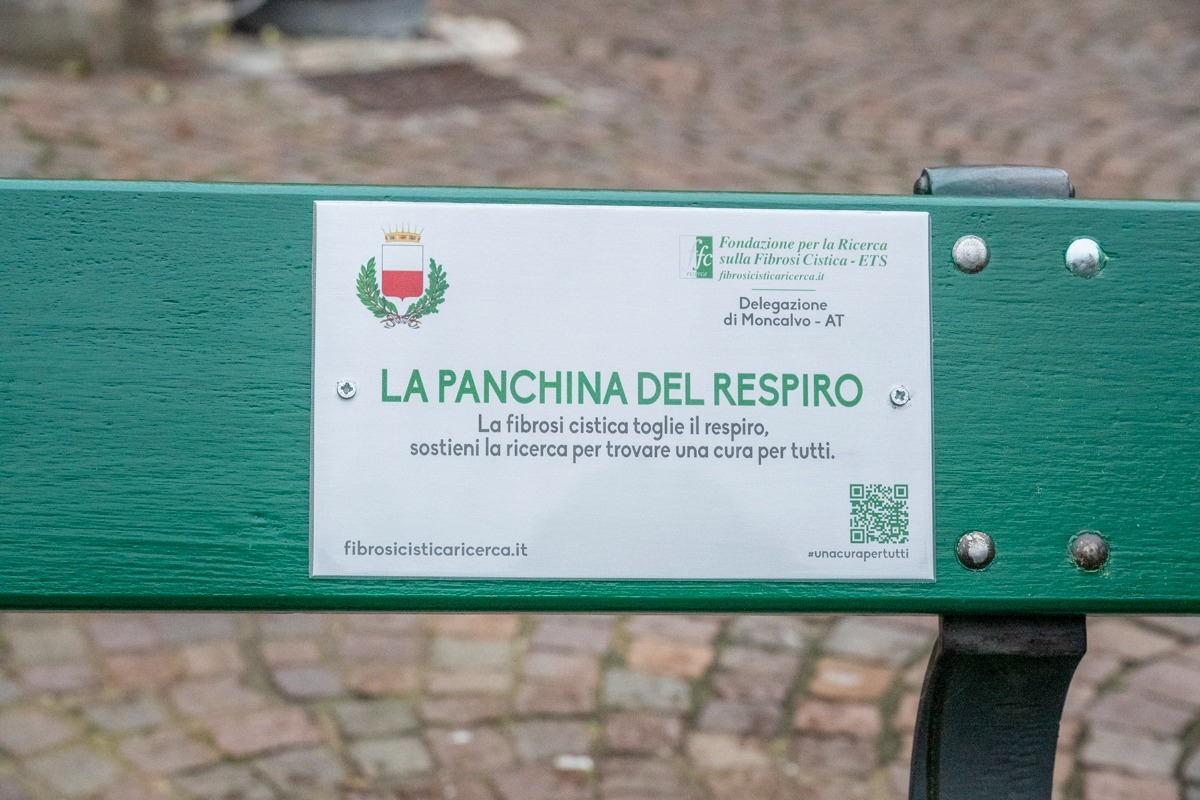 ffc
Fondazione per la Ricerca
sulla Fibrosi Cistica - ETS
fibrosicisticaricerca.it
Delegazione
di Moncalvo - AT
LA PANCHINA DEL RESPIRO
La fibrosi cistica toglie il respiro,
sostieni la ricerca per trovare una cura per tutti.
fibrosicisticaricerca.it
#unacurapertutti